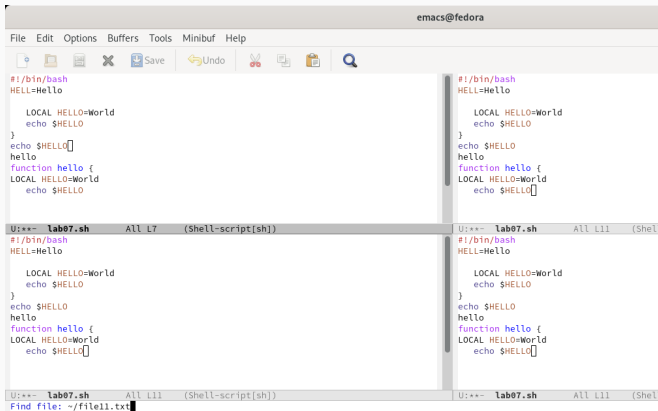 emacs@fedora
File Edit Options Buffers Tools Minibuf Help
Save Undo
#!/bin/bash
HELL=Hello
LOCAL HELLO=World
echo $HELLO
}
echo $HELLO
hello
function hello {
LOCAL HELLO=World
echo $HELLO
U:**- lab07.sh All L7 (Shell-script[sh])
#!/bin/bash
HELL=Hello
LOCAL HELLO=World
echo $HELLO
}
echo $HELLO
hello
function hello {
LOCAL HELLO=World
echo $HELLO
U:**- lab07.sh All L11 (Shel
#!/bin/bash
HELL=Hello
LOCAL HELLO=World
echo $HELLO
}
echo $HELLO
hello
function hello {
LOCAL HELLO=World
echo $HELLO
U:**- lab07.sh All L11 (Shell-script[sh])
#!/bin/bash
HELL=Hello
LOCAL HELLO=World
echo $HELLO
}
echo $HELLO
hello
function hello {
LOCAL HELLO=World
echo $HELLO
U:**- lab07.sh All L11 (Shel
Find file: ~/file11.txt